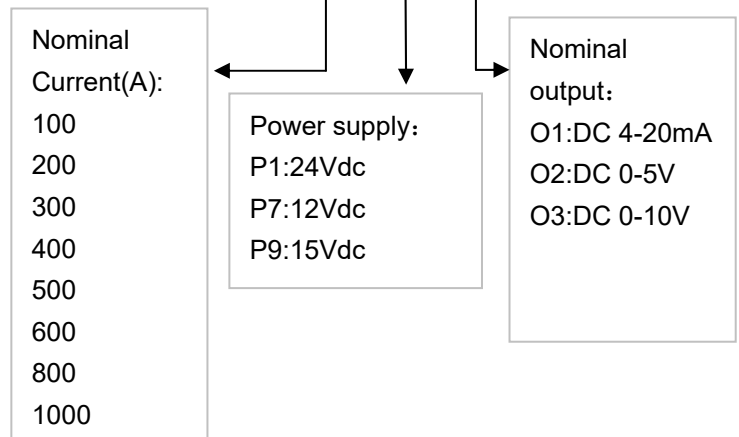 Nominal
Current(A):
100
200
300
400
500
600
800
1000
Power supply：
P1:24Vdc
P7:12Vdc
P9:15Vdc
Nominal
output：
O1:DC 4-20mA
O2:DC 0-5V
O3:DC 0-10V